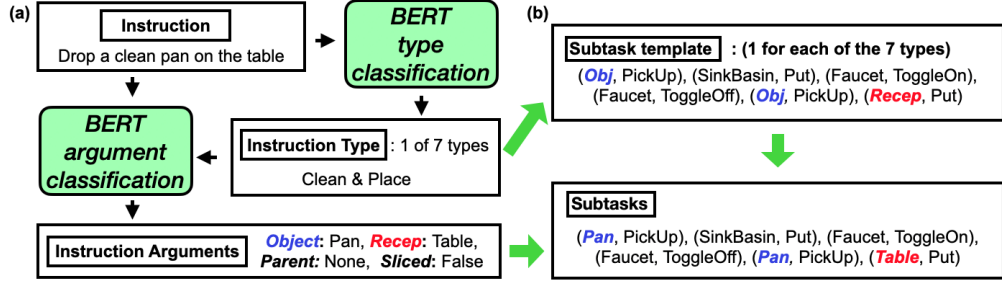 (a)
Instruction
Drop a clean pan on the table
BERT
type
classification
BERT
argument
classification
Instruction Type : 1 of 7 types
Clean & Place
Instruction Arguments
Object: Pan, Recep: Table,
Parent: None, Sliced: False
(b)
Subtask template : (1 for each of the 7 types)
(Obj, PickUp), (SinkBasin, Put), (Faucet, ToggleOn),
(Faucet, ToggleOff), (Obj, PickUp), (Recep, Put)
Subtasks
(Pan, PickUp), (SinkBasin, Put), (Faucet, ToggleOn),
(Faucet, ToggleOff), (Pan, PickUp), (Table, Put)